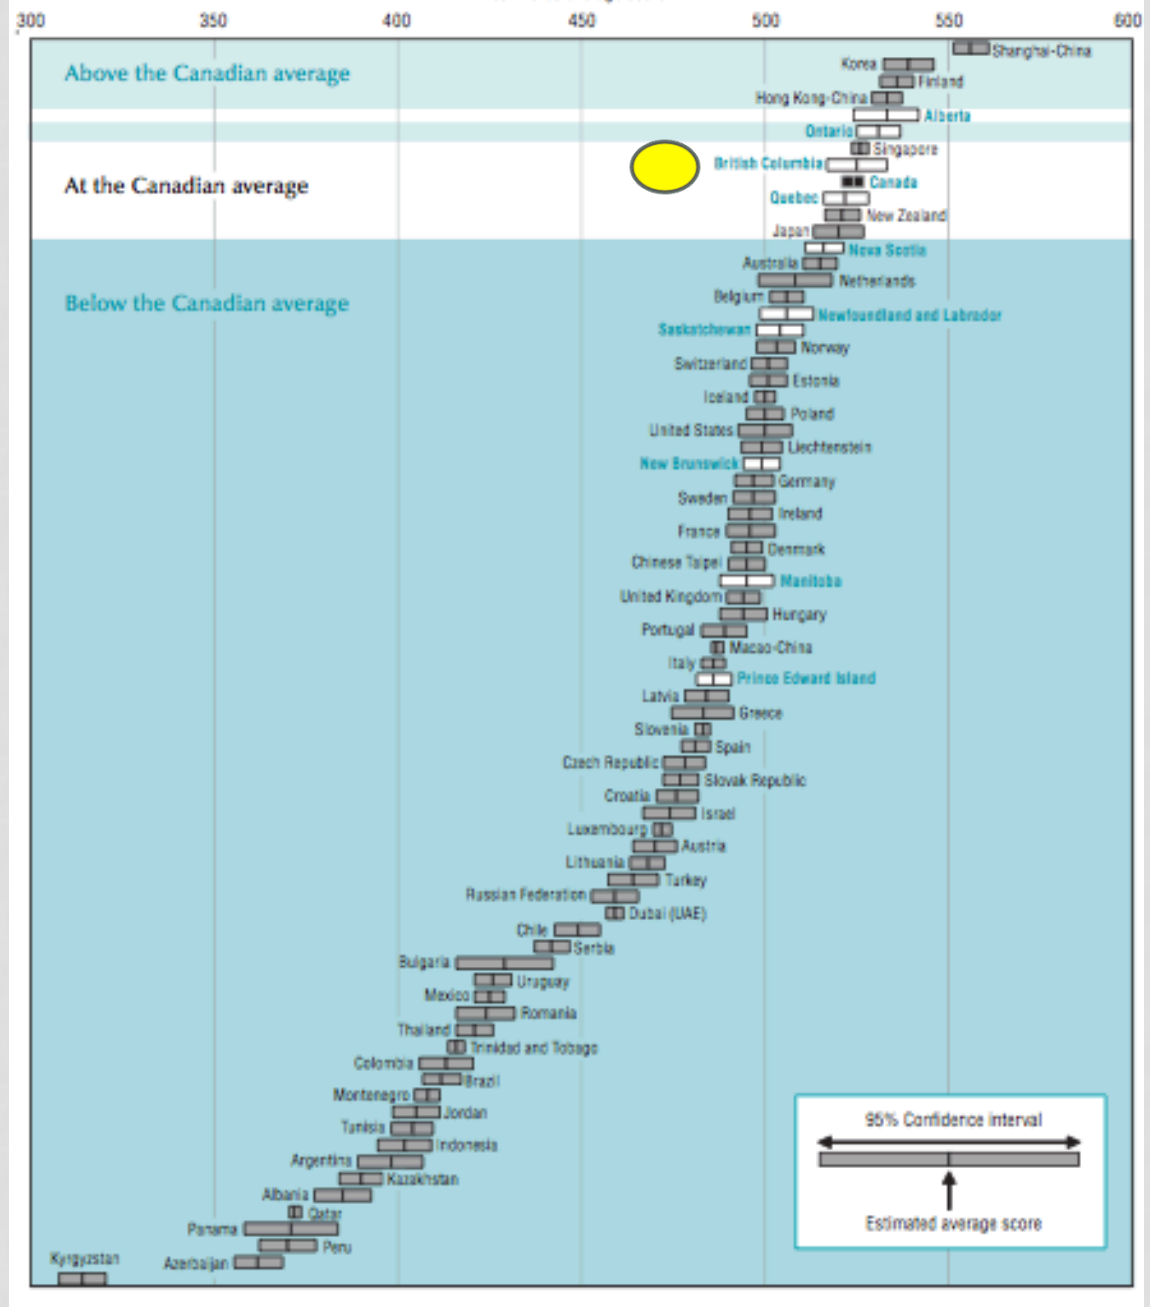 300 350 400 450 500 550 600
Shanghai-China
Above the Canadian average
Korea
Finland
Hong Kong-China
Alberta
Ontario
Singapore
British Columbia
At the Canadian average
Canada
Quebec
New Zealand
Japan
Nova Scotia
Australia
Netherlands
Below the Canadian average
Belgium
Newfoundland and Labrador
Saskatchewan
Norway
Switzerland
Estonia
Iceland
Poland
United States
Liechtenstein
New Brunswick
Germany
Sweden
Ireland
France
Denmark
Chinese Taipei
Manitoba
United Kingdom
Hungary
Portugal
Macao-China
Italy
Prince Edward Island
Latvia
Greece
Slovenia
Spain
Czech Republic
Slovak Republic
Croatia
Israel
Luxembourg
Austria
Lithuania
Turkey
Russian Federation
Dubai (UAE)
Chile
Serbia
Bulgaria
Uruguay
Mexico
Romania
Thailand
Trinidad and Tobago
Colombia
Brazil
Montenegro
Jordan
Tunisia
Indonesia
Argentina
Kazakhstan
Albania
Qatar
Panama
Peru
Azerbaijan
Kyrgyzstan
95% Confidence interval
Estimated average score